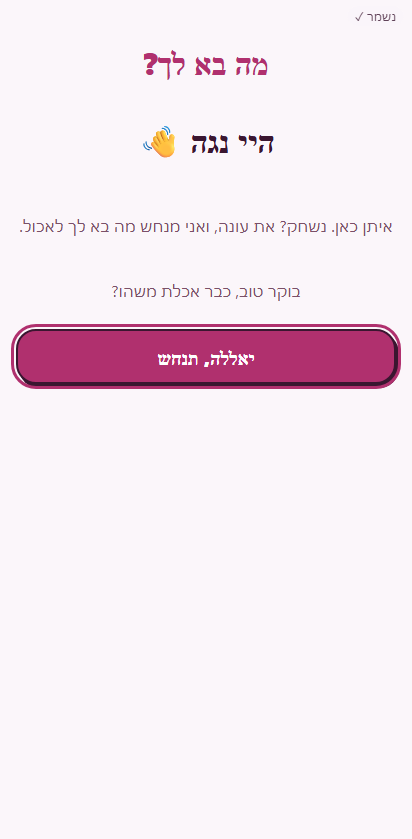 נשמר ✓
מה בא לך?
היי נגה 👋
איתן כאן. נשחק? את עונה, ואני מנחש מה בא לך לאכול.
בוקר טוב, כבר אכלת משהו?
יאללה, תנחש